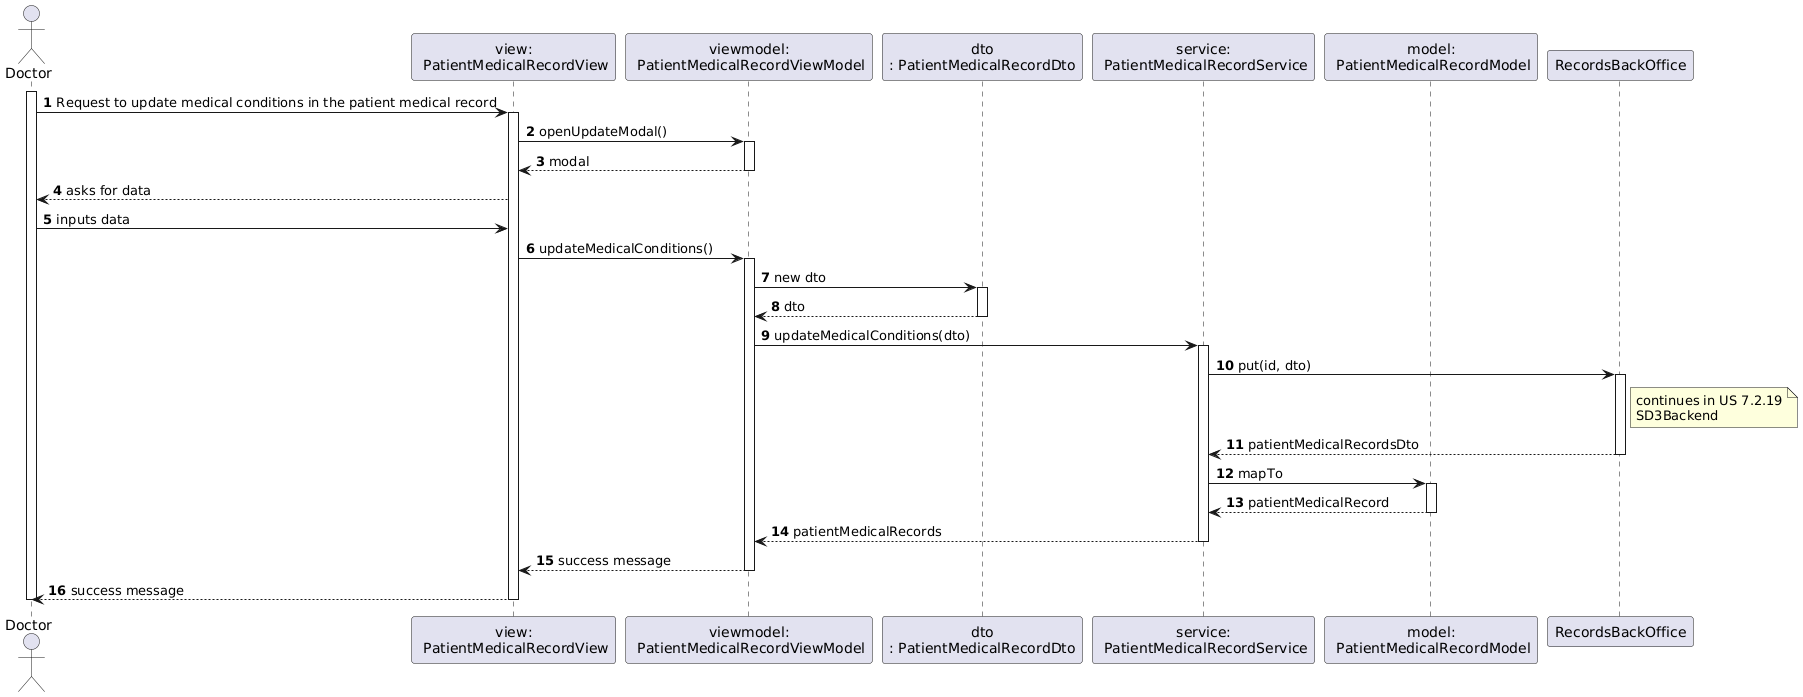 Doctor
view:
PatientMedicalRecordView
viewmodel:
PatientMedicalRecordViewModel
dto
: PatientMedicalRecordDto
service:
PatientMedicalRecordService
model:
PatientMedicalRecordModel
RecordsBackOffice
1 Request to update medical conditions in the patient medical record
2 openUpdateModal()
3 modal
4 asks for data
5 inputs data
6 updateMedicalConditions()
7 new dto
8 dto
9 updateMedicalConditions(dto)
10 put(id, dto)
continues in US 7.2.19
SD3Backend
11 patientMedicalRecordsDto
12 mapTo
13 patientMedicalRecord
14 patientMedicalRecords
15 success message
16 success message
Doctor
view:
PatientMedicalRecordView
viewmodel:
PatientMedicalRecordViewModel
dto
: PatientMedicalRecordDto
service:
PatientMedicalRecordService
model:
PatientMedicalRecordModel
RecordsBackOffice